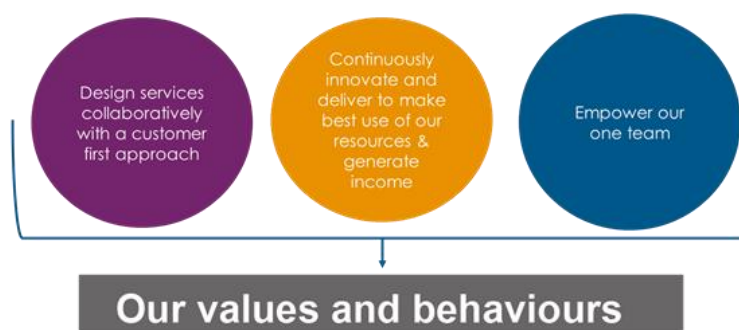 Design services
collaboratively
with a customer
first approach
Continuously
innovate and
deliver to make
best use of our
resources &
generate
income
Empower our
one team
Our values and behaviours